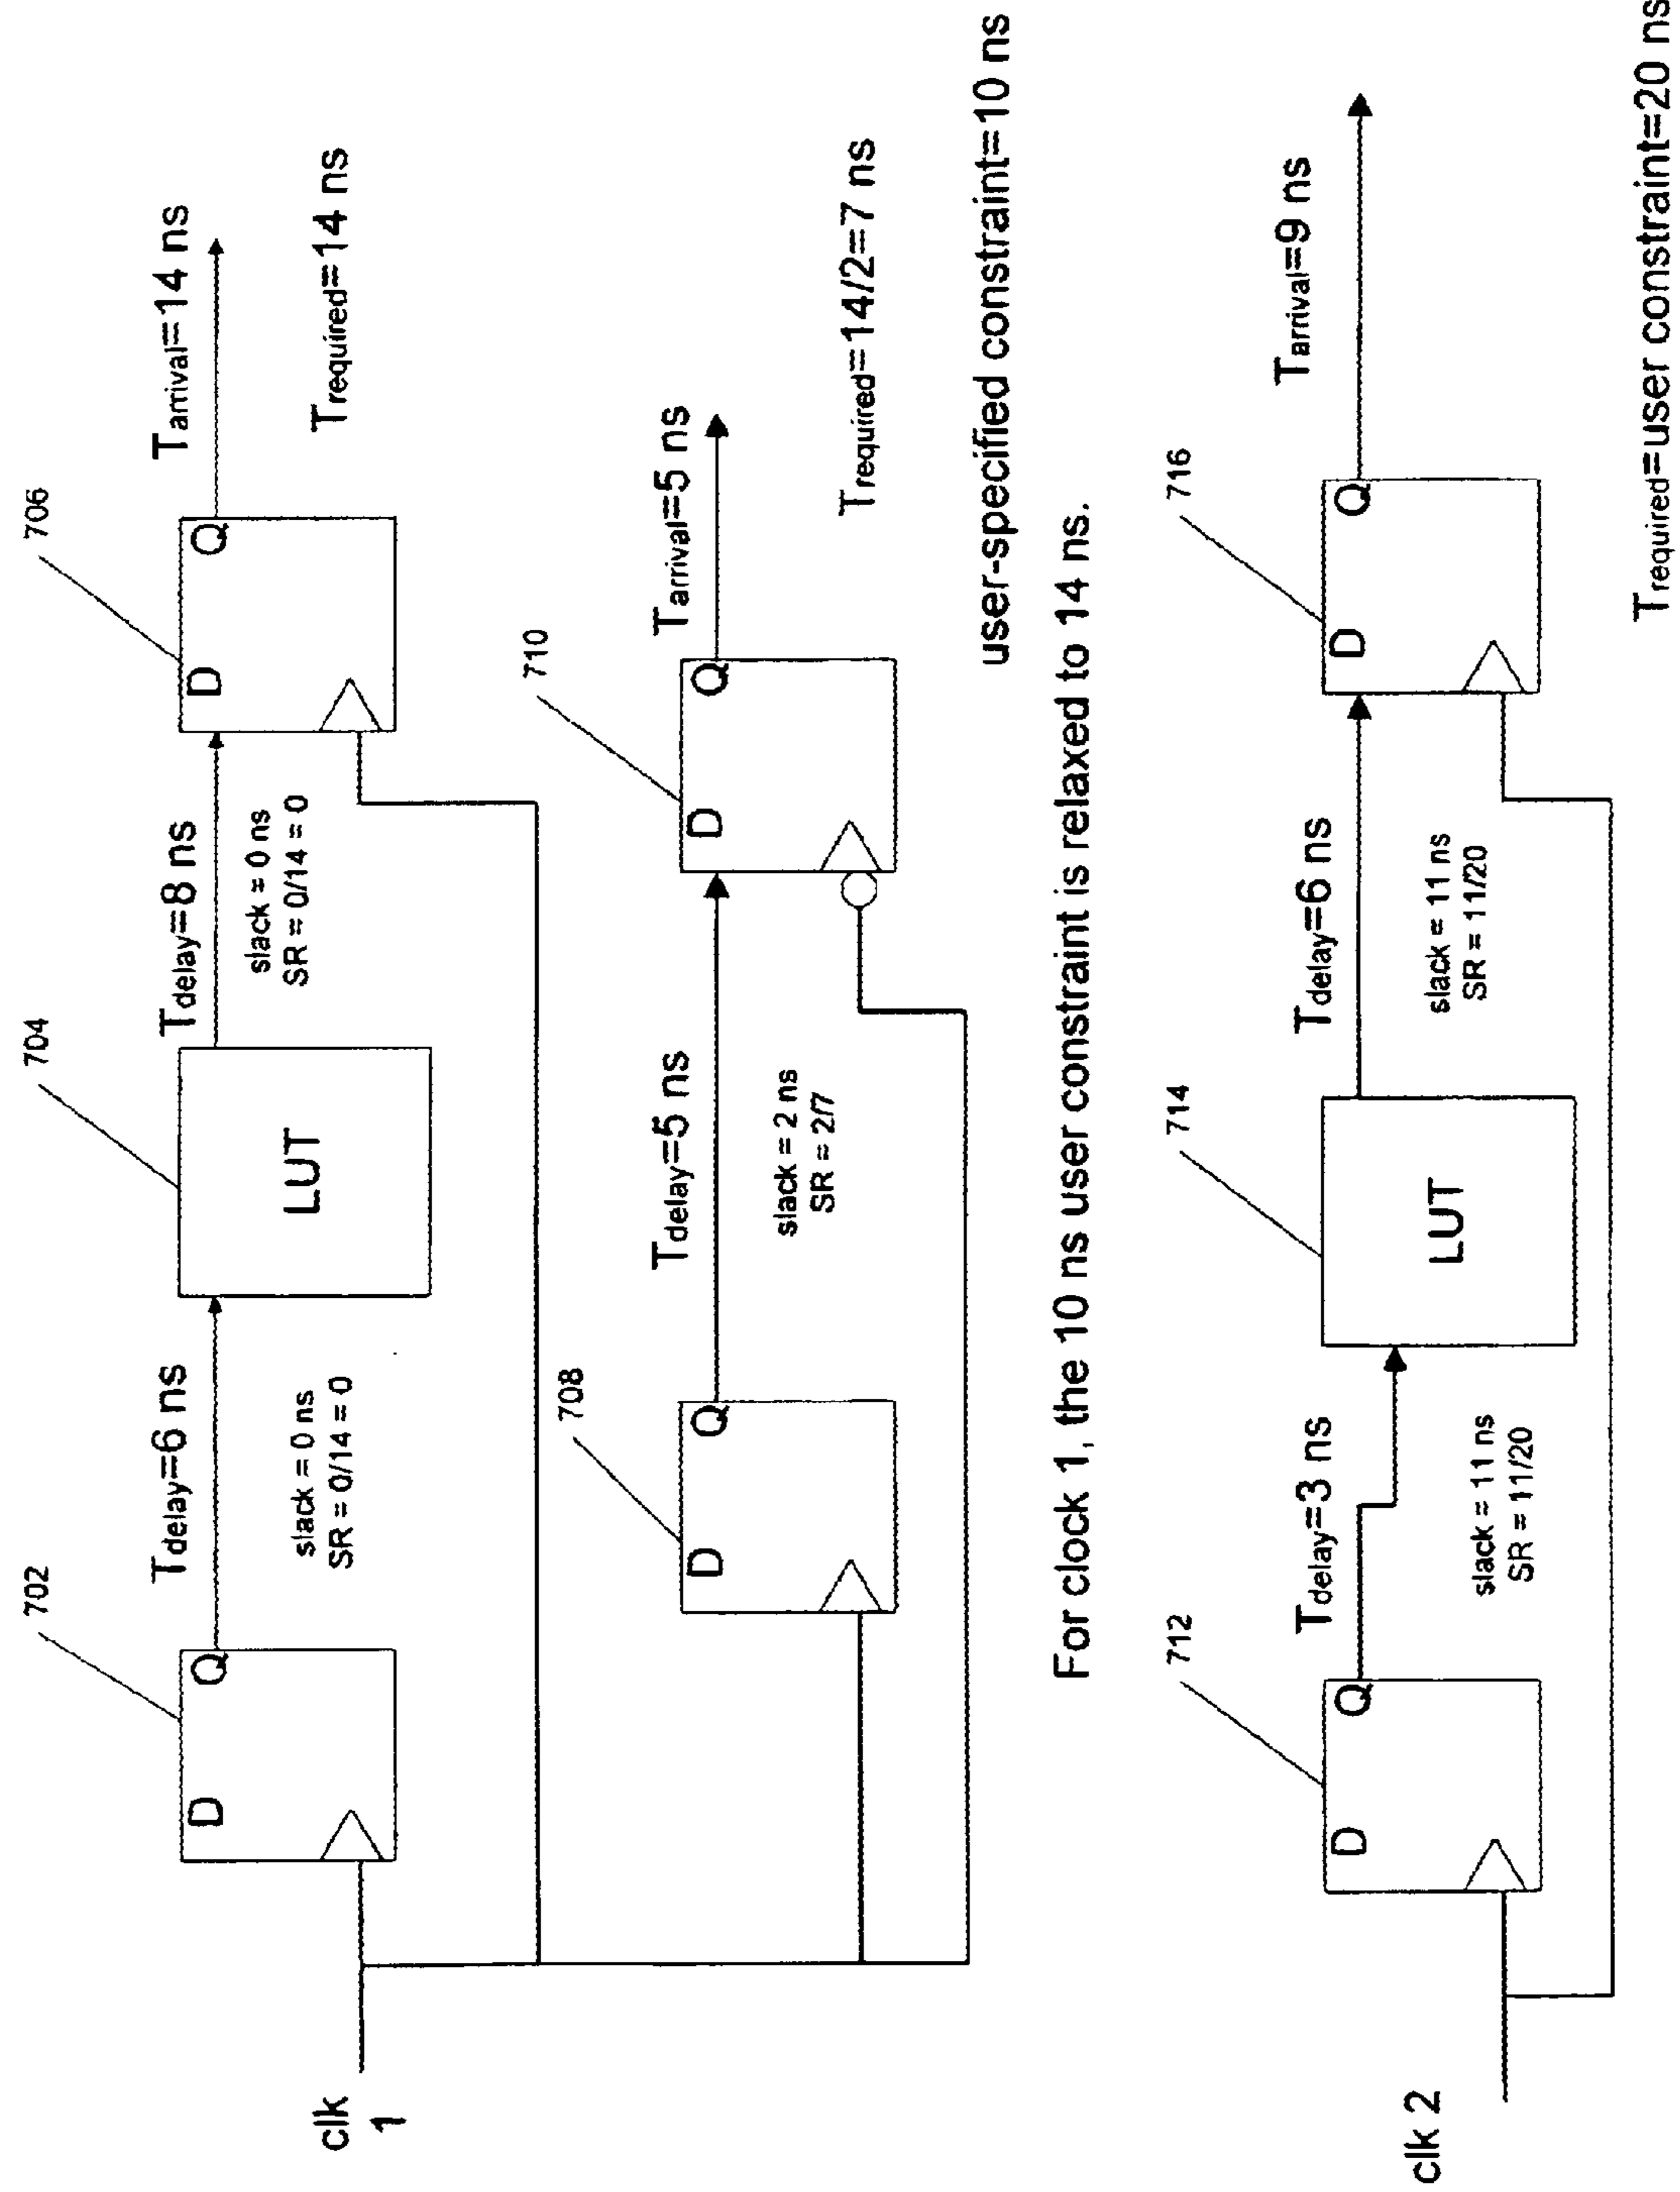 702
704
706
Tdelay=6 ns
Tdelay=8 ns
Tarrival=14 ns
D Q
LUT
D Q
slack = 0 ns
SR = 0/14 = 0
slack = 0 ns
SR = 0/14 = 0
Trequired=14 ns
clk
1
708
710
Tdelay=5 ns
Tarrival=5 ns
D Q
D Q
slack = 2 ns
SR = 2/7
Trequired=14/2=7 ns
user-specified constraint=10 ns
For clock 1, the 10 ns user constraint is relaxed to 14 ns.
712
714
716
Tdelay=3 ns
Tdelay=6 ns
Tarrival=9 ns
D Q
LUT
D Q
slack = 11 ns
SR = 11/20
slack = 11 ns
SR = 11/20
clk 2
Trequired=user constraint=20 ns